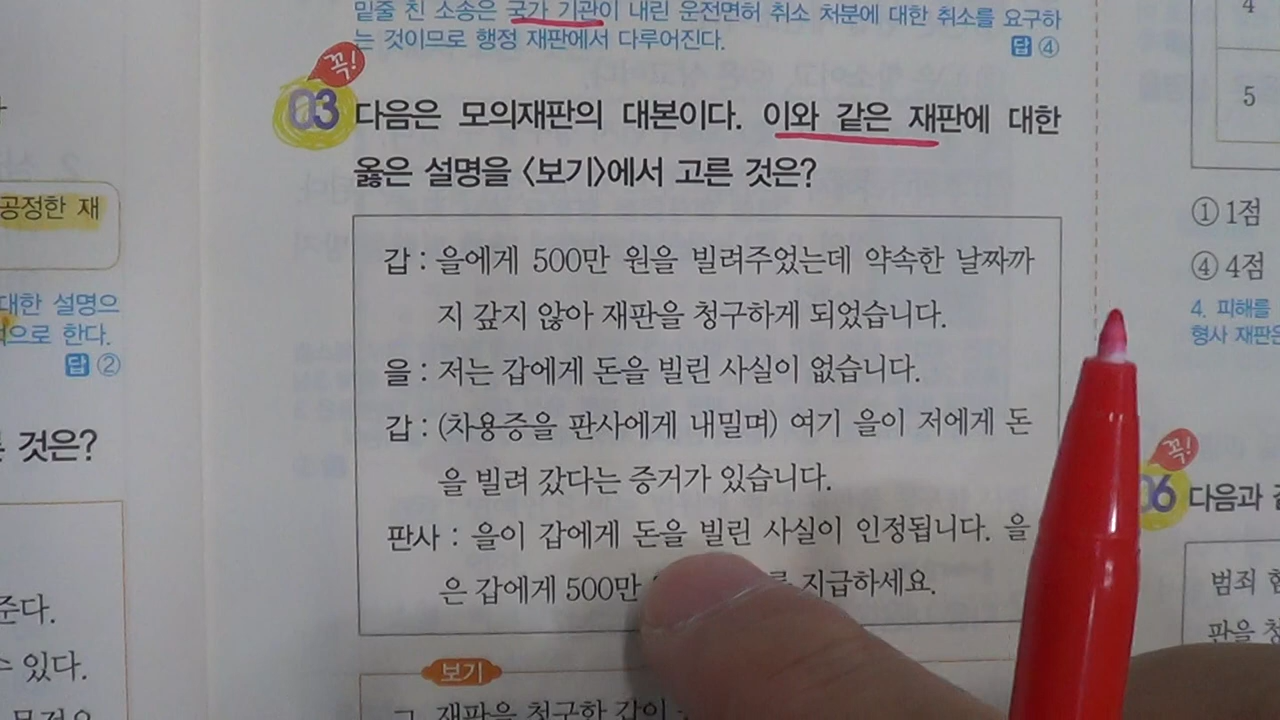 밑줄 친 소송은 국가 기관이 내린 운전면허 취소 처분에 대한 취소를 요구하
는 것이므로 행정 재판에서 다루어진다.
답 ④
꼭!
03 다음은 모의재판의 대본이다. 이와 같은 재판에 대한
옳은 설명을 〈보기〉에서 고른 것은?
갑 : 을에게 500만 원을 빌려주었는데 약속한 날짜까
지 갚지 않아 재판을 청구하게 되었습니다.
을 : 저는 갑에게 돈을 빌린 사실이 없습니다.
갑 : (차용증을 판사에게 내밀며) 여기 을이 저에게 돈
을 빌려 갔다는 증거가 있습니다.
판사 : 을이 갑에게 돈을 빌린 사실이 인정됩니다. 을
은 갑에게 500만 지급하세요.
보기
ㄱ. 재판을 청구한 갑이
공정한 재
대한 설명으
으로 한다.
답 ②
것은?
준다.
수 있다.
4
5
① 1점
④ 4점
4. 피해를
형사 재판은
꼭!
06 다음과
범죄
판을 청